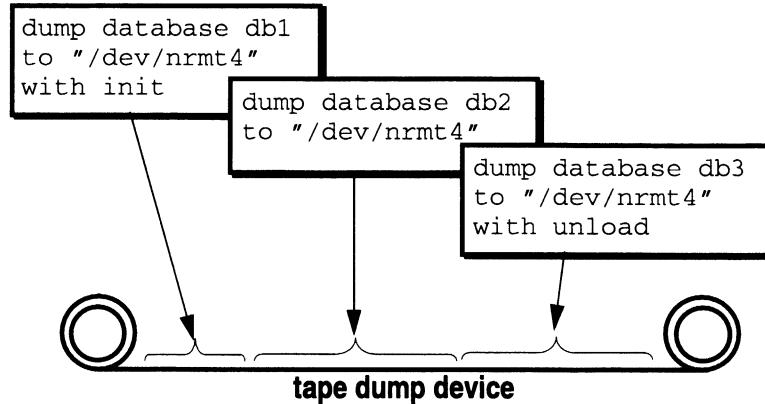 dump database db1
to "/dev/nrmt4"
with init
dump database db2
to "/dev/nrmt4"
dump database db3
to "/dev/nrmt4"
with unload
tape dump device